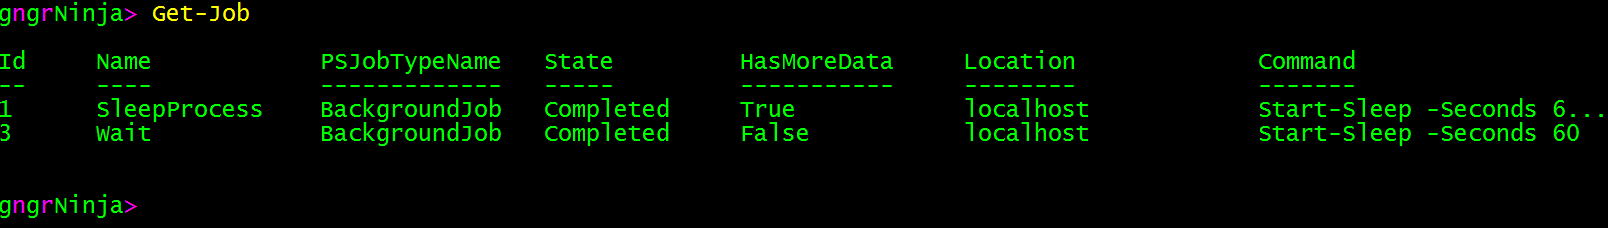 gngrNinja> Get-Job
Id Name PSJobTypeName State HasMoreData Location Command
-- ---- ------------- ----- ----------- -------- -------
1 SleepProcess BackgroundJob Completed True localhost Start-Sleep -Seconds 6...
3 Wait BackgroundJob Completed False localhost Start-Sleep -Seconds 60
gngrNinja>